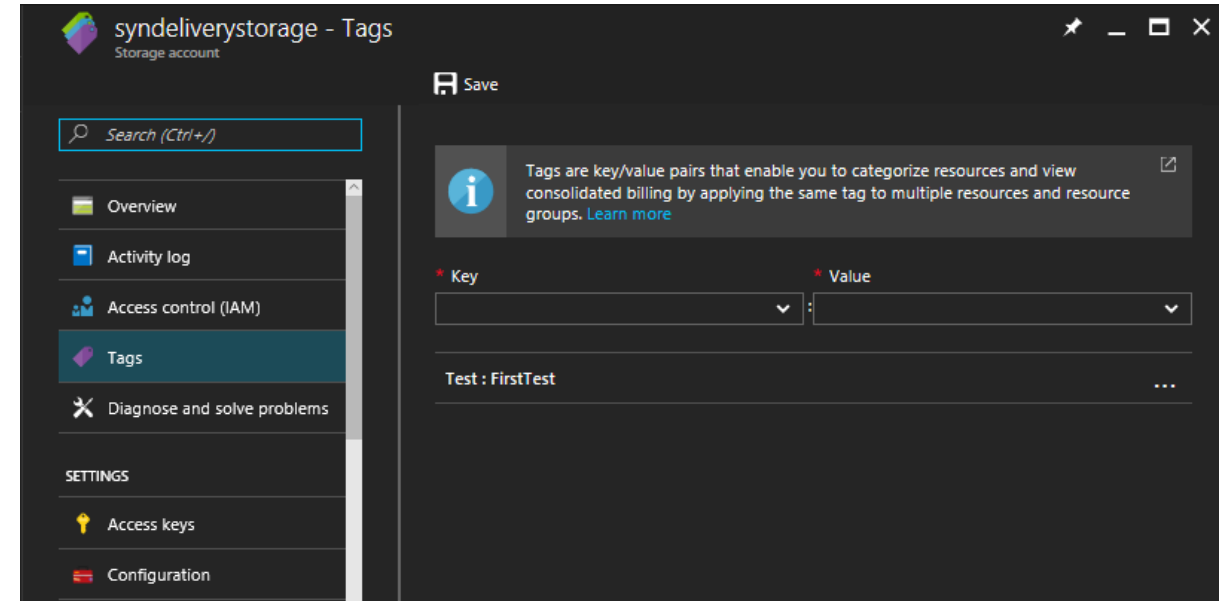 syndeliverystorage - Tags
Storage account
Save
Search (Ctrl+/)
Overview
Activity log
Access control (IAM)
Tags
Diagnose and solve problems
SETTINGS
Access keys
Configuration
Tags are key/value pairs that enable you to categorize resources and view
consolidated billing by applying the same tag to multiple resources and resource
groups. Learn more
* Key
* Value
:
Test : FirstTest
...